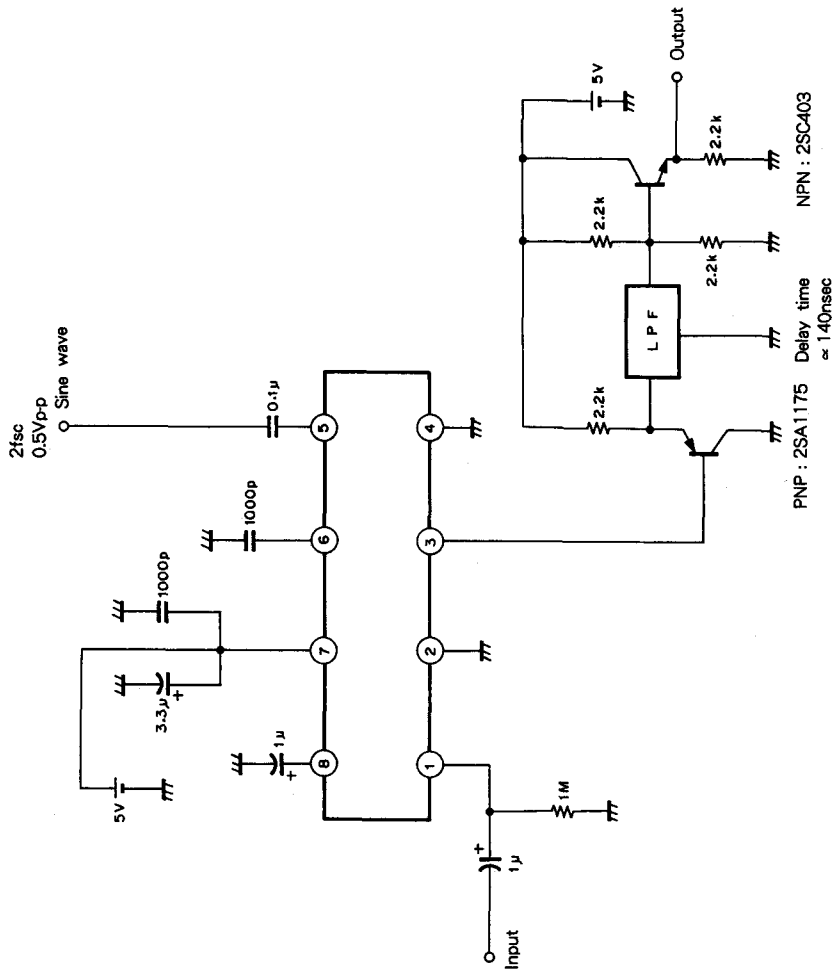 2fsc
0.5Vp-p
Sine wave
0.1μ
1000p
1000p
3.3μ
+
5V
1μ
+
8
7
6
5
1
2
3
4
Input
+
1μ
1M
5V
2.2k
2.2k
LPF
2.2k
2.2k
Output
PNP : 2SA1175
Delay time
∝ 140nsec
NPN : 2SC403